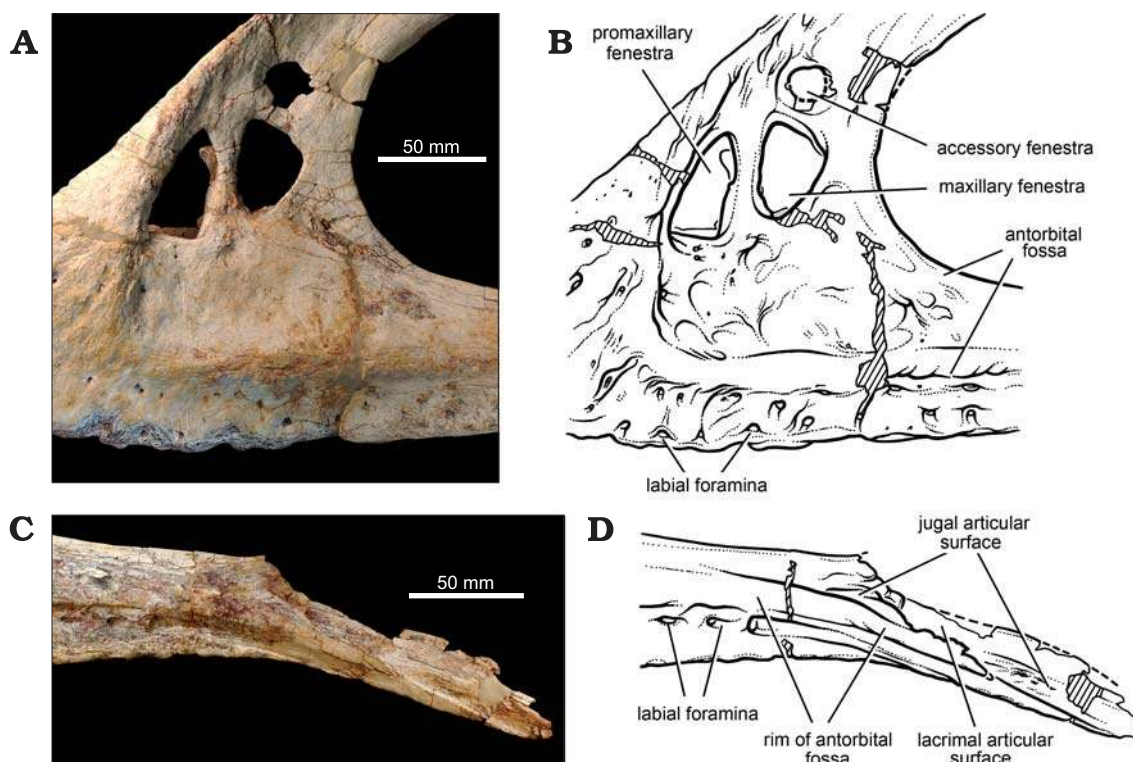 A
50 mm
B
promaxillary
fenestra
accessory fenestra
maxillary fenestra
antorbital
fossa
labial foramina
C
50 mm
D
jugal articular
surface
labial foramina
rim of antorbital
fossa
lacrimal articular
surface